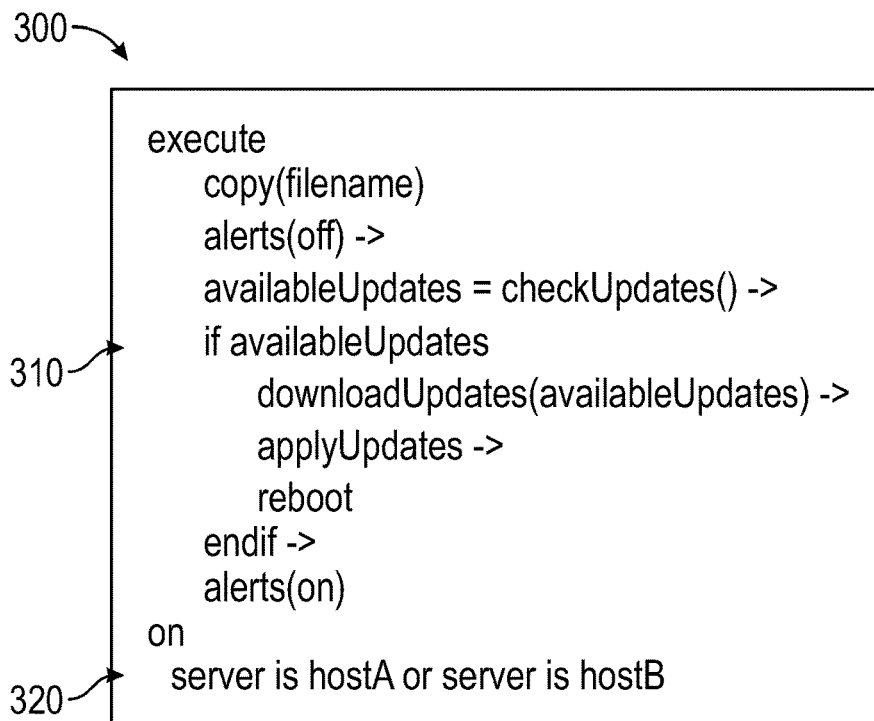 300
execute
copy(filename)
alerts(off) ->
availableUpdates = checkUpdates() ->
310
if availableUpdates
downloadUpdates(availableUpdates) ->
applyUpdates ->
reboot
endif ->
alerts(on)
on
320
server is hostA or server is hostB